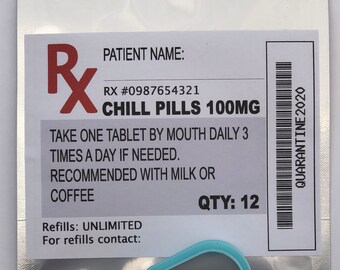 Rx
PATIENT NAME:
RX #0987654321
CHILL PILLS 100MG
TAKE ONE TABLET BY MOUTH DAILY 3
TIMES A DAY IF NEEDED.
RECOMMENDED WITH MILK OR
COFFEE
QTY: 12
Refills: UNLIMITED
For refills contact:
QUARANTINE2020